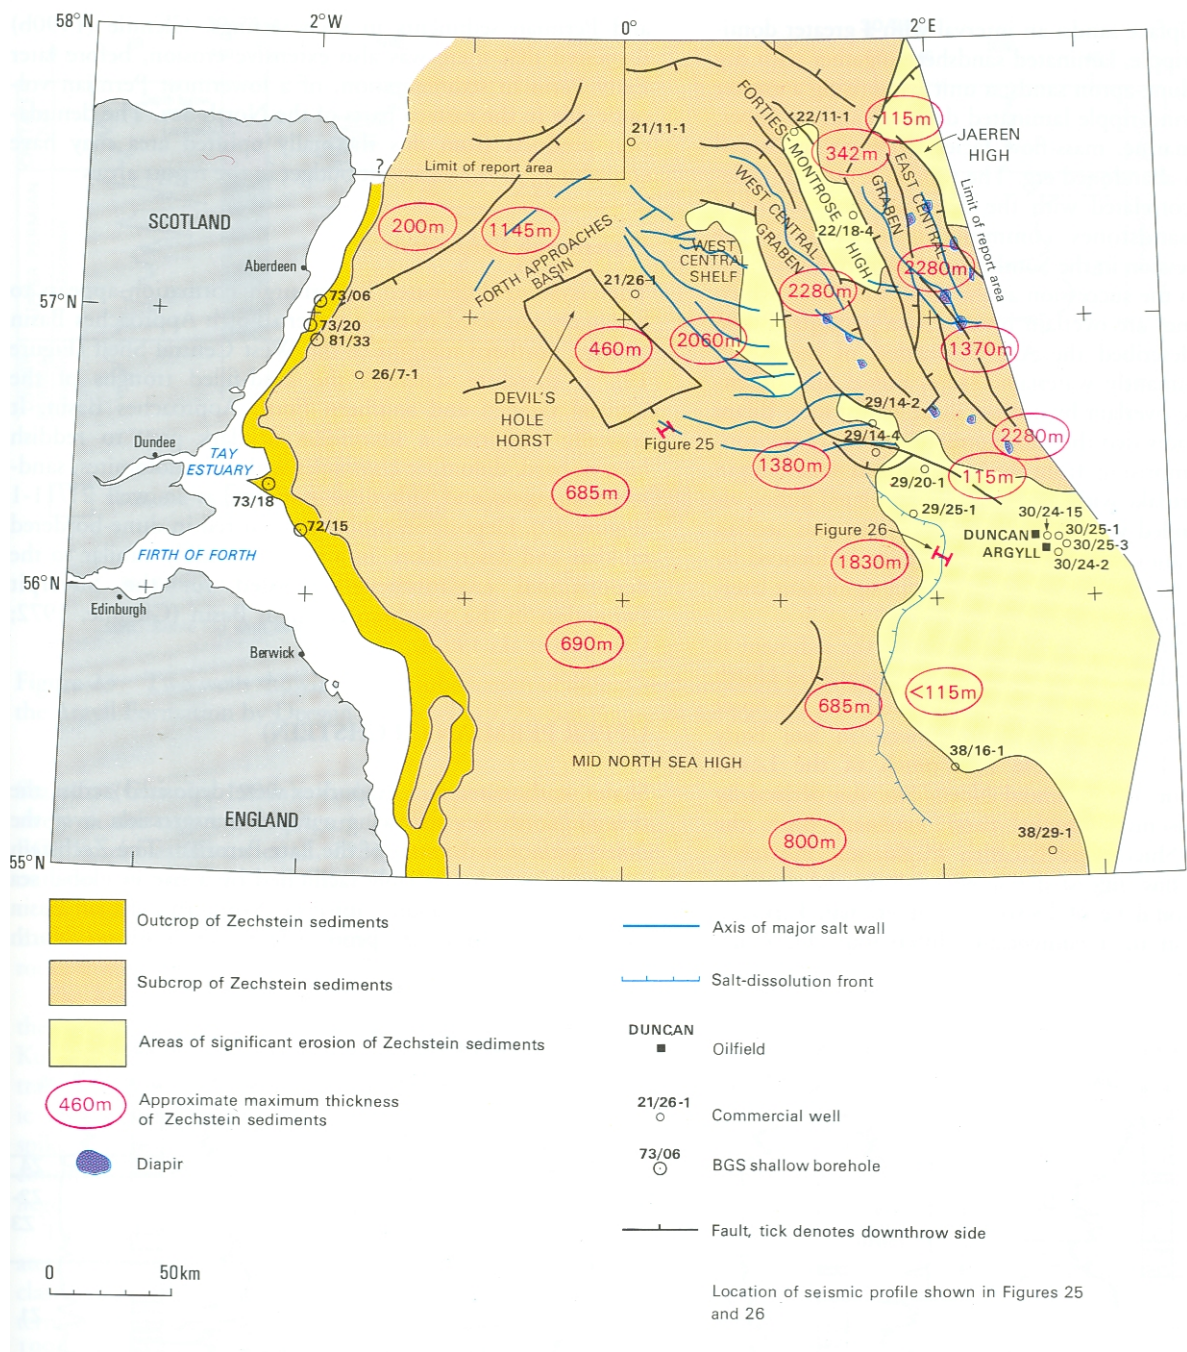 58°N
2°W
0°
2°E
FORTIES-MONTROSE HIGH
22/11-1
115m
21/11-1
JAEREN
HIGH
342m
?
Limit of report area
EAST CENTRAL
GRABEN
WEST CENTRAL
GRABEN
Limit of report area
SCOTLAND
200m
1145m
22/18-4
FORTH APPROACHES
BASIN
WEST
CENTRAL
SHELF
Aberdeen
2280m
21/26-1
2280m
57°N
73/06
73/20
81/33
460m
2060m
1370m
26/7-1
DEVIL'S
HOLE
HORST
29/14-2
Figure 25
29/14-4
2280m
Dundee
TAY
ESTUARY
1380m
115m
73/18
685m
29/20-1
72/15
29/25-1
30/24-15
Figure 26
DUNCAN
30/25-1
ARGYLL
30/25-3
30/24-2
FIRTH OF FORTH
1830m
56°N
Edinburgh
690m
Berwick
<115m
685m
38/16-1
MID NORTH SEA HIGH
ENGLAND
800m
38/29-1
55°N
Outcrop of Zechstein sediments
Subcrop of Zechstein sediments
Areas of significant erosion of Zechstein sediments
460m
Approximate maximum thickness
of Zechstein sediments
Diapir
0
50km
Axis of major salt wall
Salt-dissolution front
DUNCAN
Oilfield
21/26-1
Commercial well
73/06
BGS shallow borehole
Fault, tick denotes downthrow side
Location of seismic profile shown in Figures 25
and 26